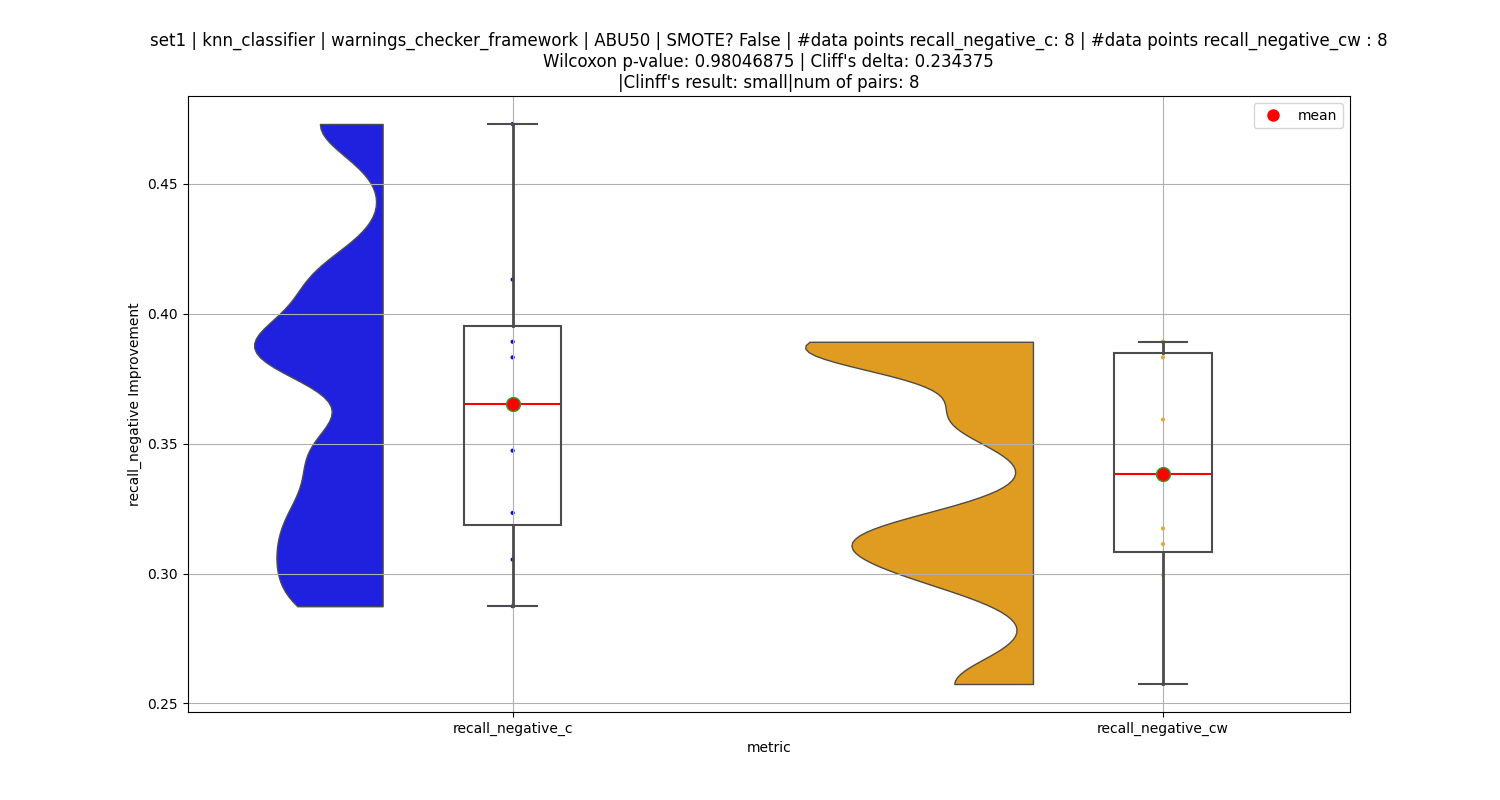 set1 | knn_classifier | warnings_checker_framework | ABU50 | SMOTE? False | #data points recall_negative_c: 8 | #data points recall_negative_cw : 8
Wilcoxon p-value: 0.98046875 | Cliff's delta: 0.234375
|Clinff's result: small|num of pairs: 8
mean
0.45
0.40
0.35
0.30
0.25
recall_negative Improvement
recall_negative_c
recall_negative_cw
metric